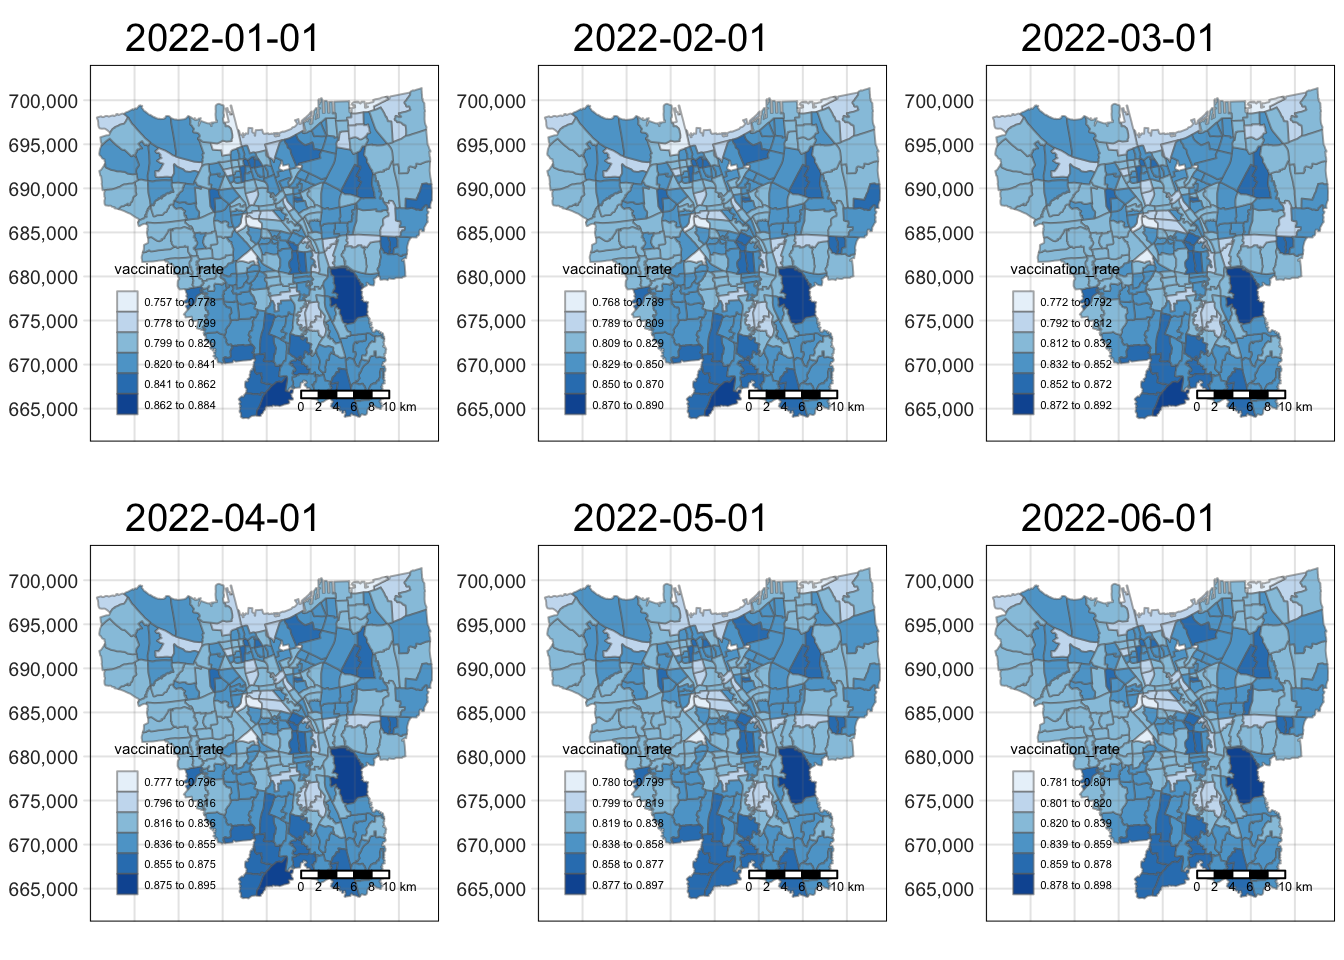 2022-01-01 2022-02-01 2022-03-01
700,000 700,000 700,000
695,000 695,000 695,000
690,000 690,000 690,000
685,000 685,000 685,000
680,000 680,000 680,000
vaccination_rate vaccination_rate vaccination_rate
0.757 to 0.778 0.768 to 0.789 0.772 to 0.792
675,000 675,000 675,000
0.778 to 0.799 0.789 to 0.809 0.792 to 0.812
0.799 to 0.820 0.809 to 0.829 0.812 to 0.832
670,000 670,000 670,000
0.820 to 0.841 0.829 to 0.850 0.832 to 0.852
0.841 to 0.862 0.850 to 0.870 0.852 to 0.872
665,000 665,000 665,000
0.862 to 0.884 0.870 to 0.890 0.872 to 0.892
0 2 4 6 8 10 km 0 2 4 6 8 10 km 0 2 4 6 8 10 km
2022-04-01 2022-05-01 2022-06-01
700,000 700,000 700,000
695,000 695,000 695,000
690,000 690,000 690,000
685,000 685,000 685,000
680,000 680,000 680,000
vaccination_rate vaccination_rate vaccination_rate
0.777 to 0.796 0.780 to 0.799 0.781 to 0.801
675,000 675,000 675,000
0.796 to 0.816 0.799 to 0.819 0.801 to 0.820
0.816 to 0.836 0.819 to 0.838 0.820 to 0.839
670,000 670,000 670,000
0.836 to 0.855 0.838 to 0.858 0.839 to 0.859
0.855 to 0.875 0.858 to 0.877 0.859 to 0.878
665,000 665,000 665,000
0.875 to 0.895 0.877 to 0.897 0.878 to 0.898
0 2 4 6 8 10 km 0 2 4 6 8 10 km 0 2 4 6 8 10 km